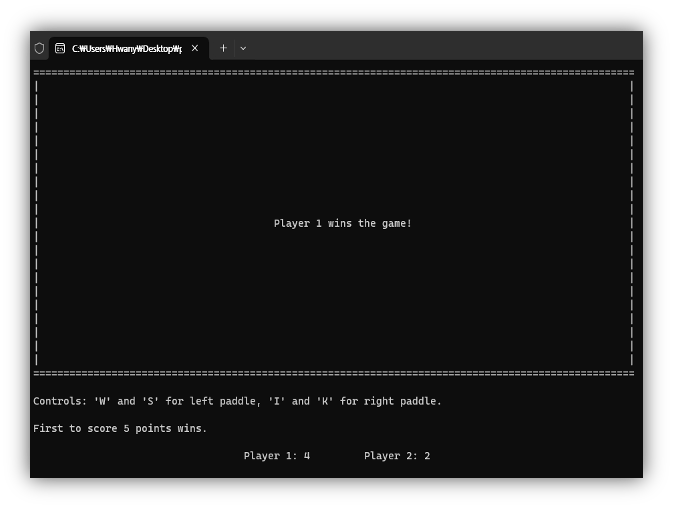 C:₩Users₩Hwany₩Desktop₩
Player 1 wins the game!
Controls: 'W' and 'S' for left paddle, 'I' and 'K' for right paddle.
First to score 5 points wins.
Player 1: 4 Player 2: 2